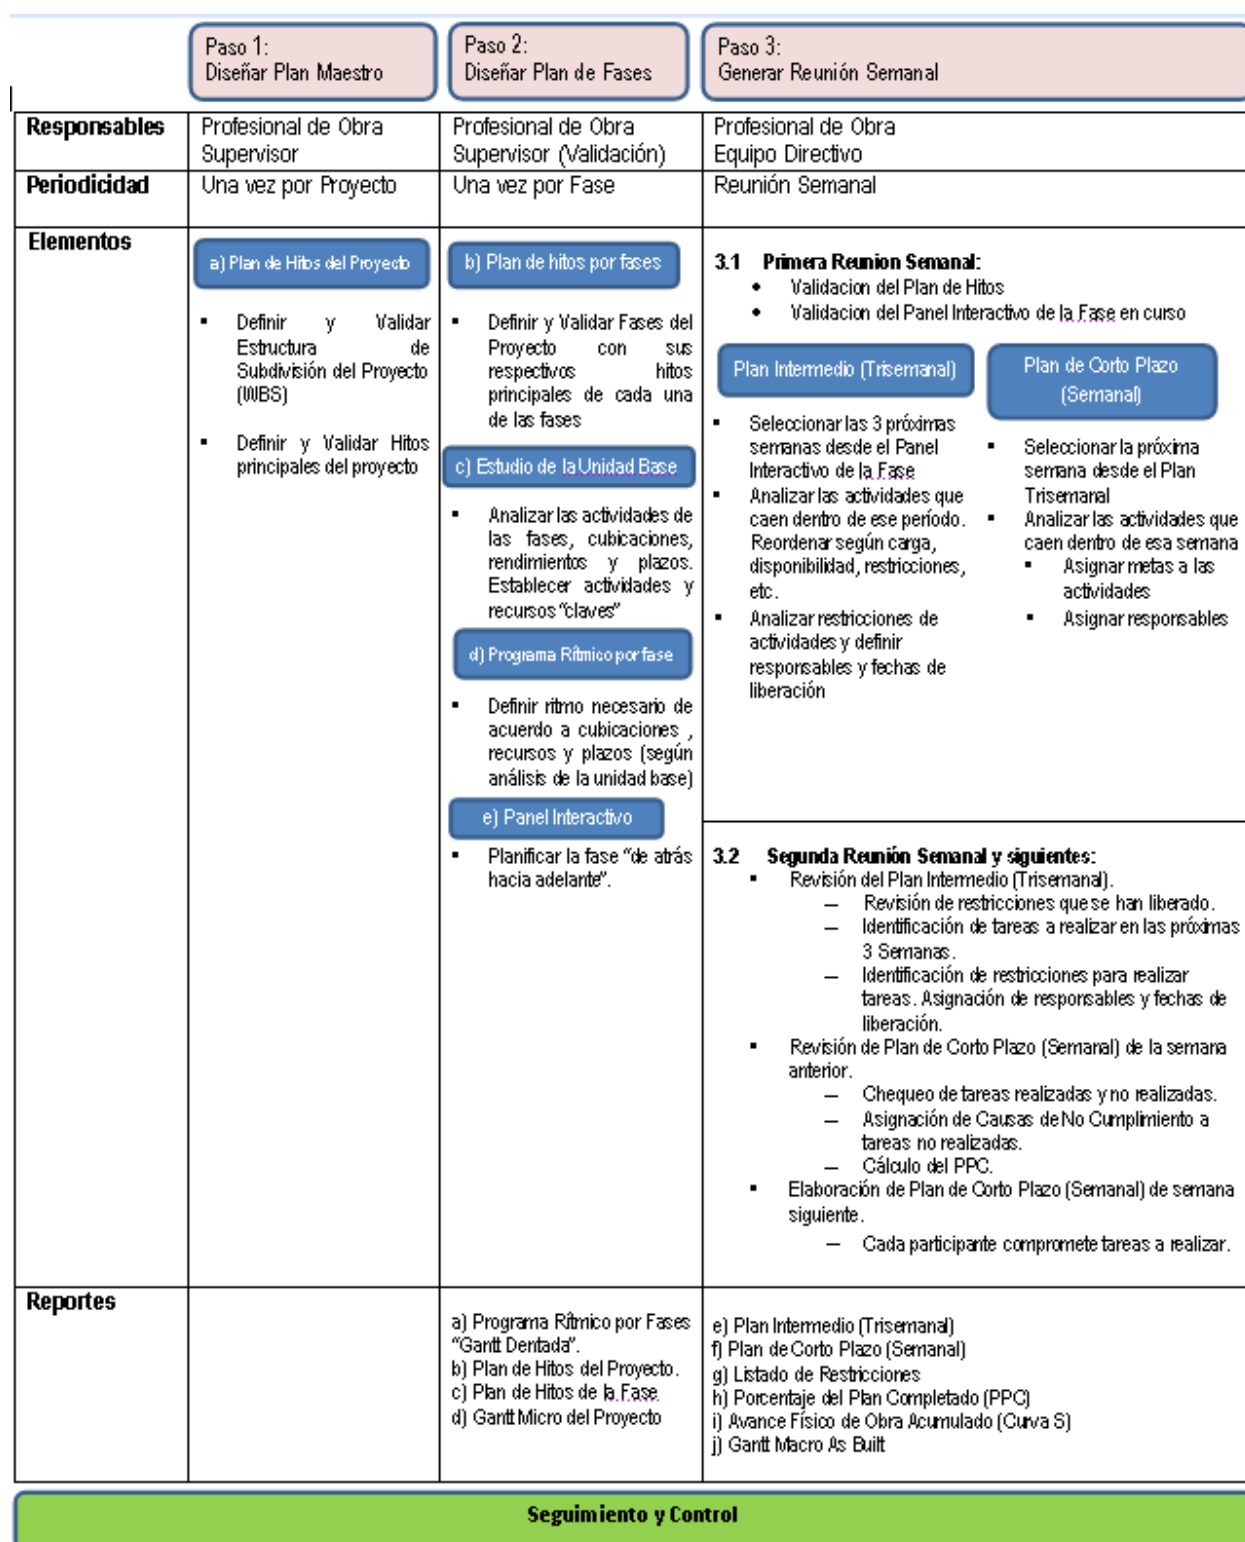 Paso 1:
Diseñar Plan Maestro
Paso 2:
Diseñar Plan de Fases
Paso 3:
Generar Reunión Semanal
Responsables
Profesional de Obra
Supervisor
Profesional de Obra
Supervisor (Validación)
Profesional de Obra
Equipo Directivo
Periodicidad
Una vez por Proyecto
Una vez por Fase
Reunión Semanal
Elementos
a) Plan de Hitos del Proyecto
▪ Definir y Validar
Estructura de
Subdivisión del Proyecto
(WBS)
▪ Definir y Validar Hitos
principales del proyecto
b) Plan de hitos por fases
▪ Definir y Validar Fases del
Proyecto con sus
respectivos hitos
principales de cada una
de las fases
c) Estudio de la Unidad Base
▪ Analizar las actividades de
las fases, cubicaciones,
rendimientos y plazos.
Establecer actividades y
recursos “claves”
d) Programa Rítmico por fase
▪ Definir ritmo necesario de
acuerdo a cubicaciones ,
recursos y plazos (según
análisis de la unidad base)
e) Panel Interactivo
▪ Planificar la fase “de atrás
hacia adelante”.
3.1 Primera Reunion Semanal:
• Validacion del Plan de Hitos
• Validacion del Panel Interactivo de la Fase en curso
Plan Intermedio (Trisemanal)
▪ Seleccionar las 3 próximas
semanas desde el Panel
Interactivo de la Fase
▪ Analizar las actividades que
caen dentro de ese período.
Reordenar según carga,
disponibilidad, restricciones,
etc.
▪ Analizar restricciones de
actividades y definir
responsables y fechas de
liberación
Plan de Corto Plazo
(Semanal)
▪ Seleccionar la próxima
semana desde el Plan
Trisemanal
▪ Analizar las actividades que
caen dentro de esa semana
▪ Asignar metas a las
actividades
▪ Asignar responsables
3.2 Segunda Reunión Semanal y siguientes:
▪ Revisión del Plan Intermedio (Trisemanal).
— Revisión de restricciones que se han liberado.
— Identificación de tareas a realizar en las próximas
3 Semanas.
— Identificación de restricciones para realizar
tareas. Asignación de responsables y fechas de
liberación.
▪ Revisión de Plan de Corto Plazo (Semanal) de la semana
anterior.
— Chequeo de tareas realizadas y no realizadas.
— Asignación de Causas de No Cumplimiento a
tareas no realizadas.
— Cálculo del PPC.
▪ Elaboración de Plan de Corto Plazo (Semanal) de semana
siguiente.
— Cada participante compromete tareas a realizar.
Reportes
a) Programa Rítmico por Fases
“Gantt Dentada”.
b) Plan de Hitos del Proyecto.
c) Plan de Hitos de la Fase
d) Gantt Micro del Proyecto
e) Plan Intermedio (Trisemanal)
f) Plan de Corto Plazo (Semanal)
g) Listado de Restricciones
h) Porcentaje del Plan Completado (PPC)
i) Avance Físico de Obra Acumulado (Curva S)
j) Gantt Macro As Built
Seguimiento y Control